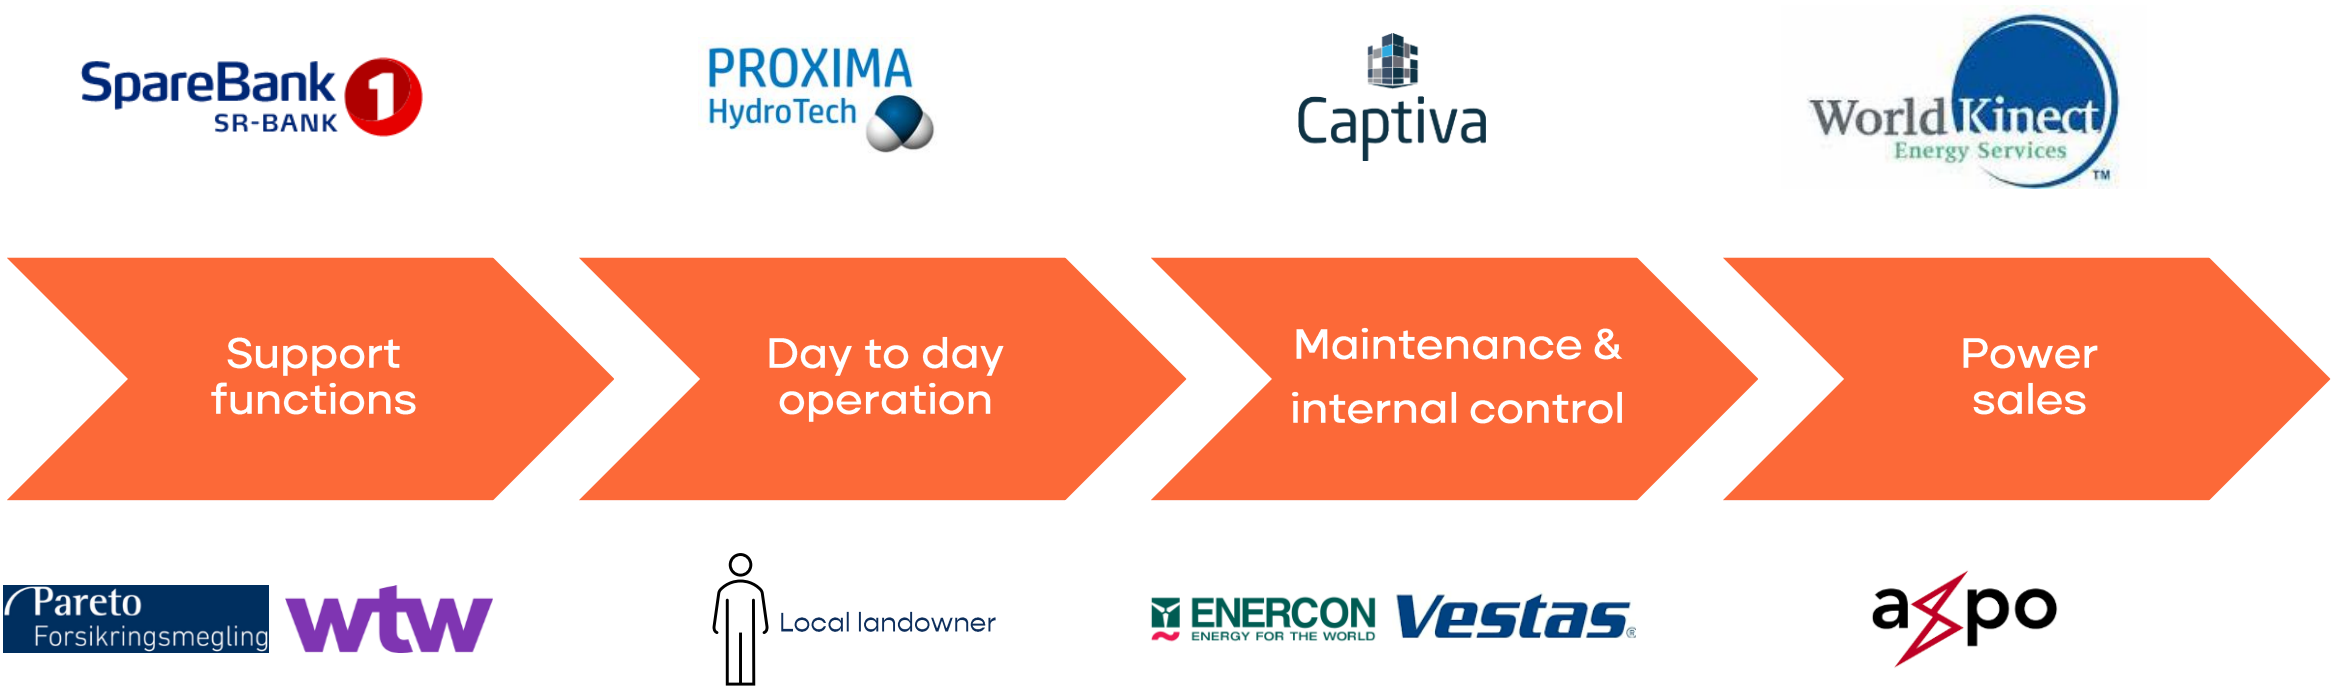 SpareBank 1
SR-BANK
PROXIMA
HydroTech
Captiva
World Kinect
Energy Services
TM
Support
functions
Day to day
operation
Maintenance &
internal control
Power
sales
Pareto
Forsikringsmegling
wtw
Local landowner
ENERCON
ENERGY FOR THE WORLD
Vestas®
axpo